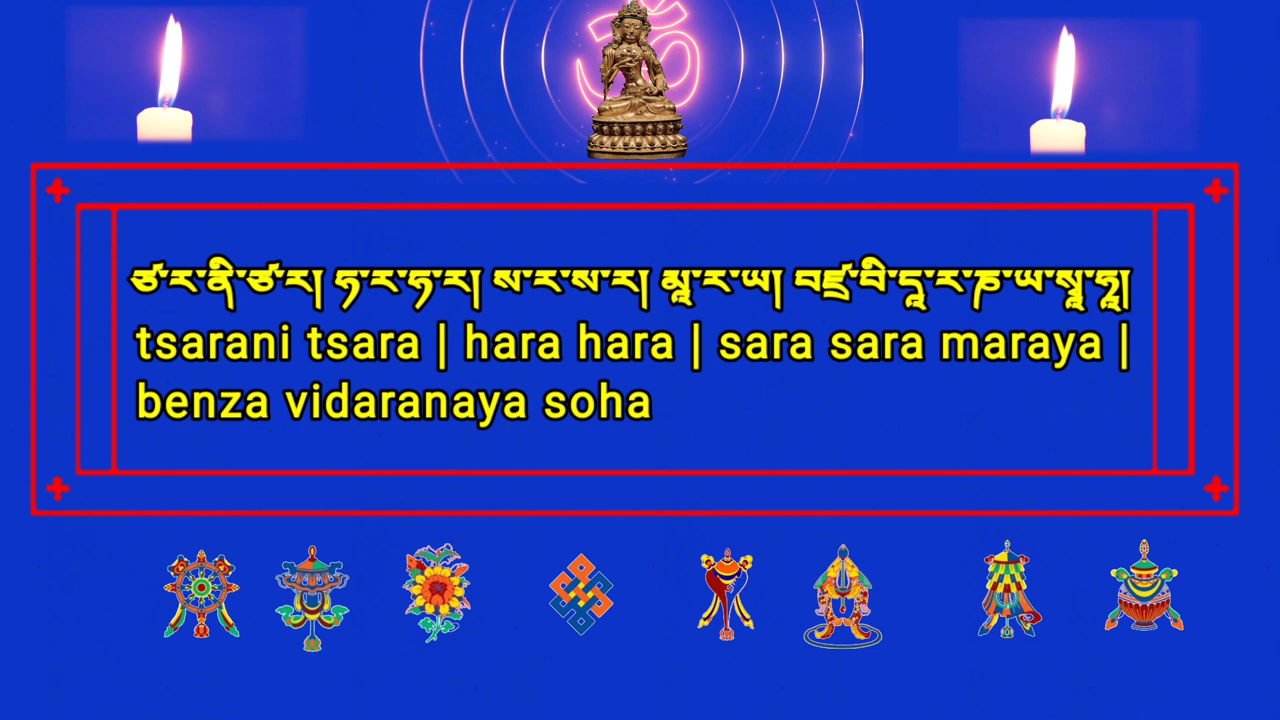 ཙ་ར་ནི་ཙ་ར། ཧ་ར་ཧ་ར། ས་ར་ས་ར། མཱ་ར་ཡ། བཛྲ་བི་དཱ་ར་ཎ་ཡ་སྭཱ་ཧཱ།
tsarani tsara | hara hara | sara sara maraya |
benza vidaranaya soha